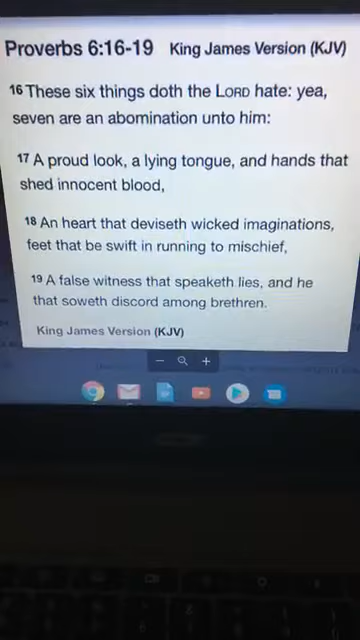 Proverbs 6:16-19 King James Version (KJV)
16 These six things doth the LORD hate: yea,
seven are an abomination unto him:
17 A proud look, a lying tongue, and hands that
shed innocent blood,
18 An heart that deviseth wicked imaginations,
feet that be swift in running to mischief,
19 A false witness that speaketh lies, and he
that soweth discord among brethren.
King James Version (KJV)